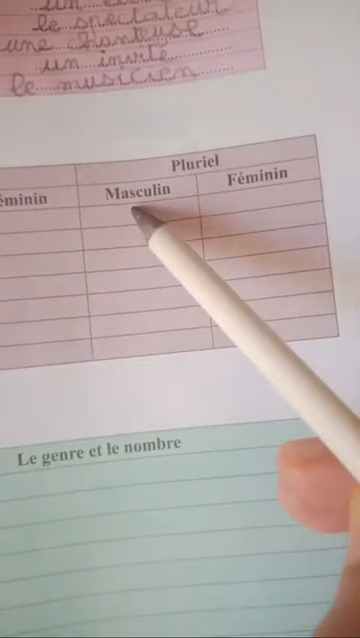 le spectateur
une chanteuse
un invité
le musicien
Pluriel
éminin Masculin Féminin
Le genre et le nombre